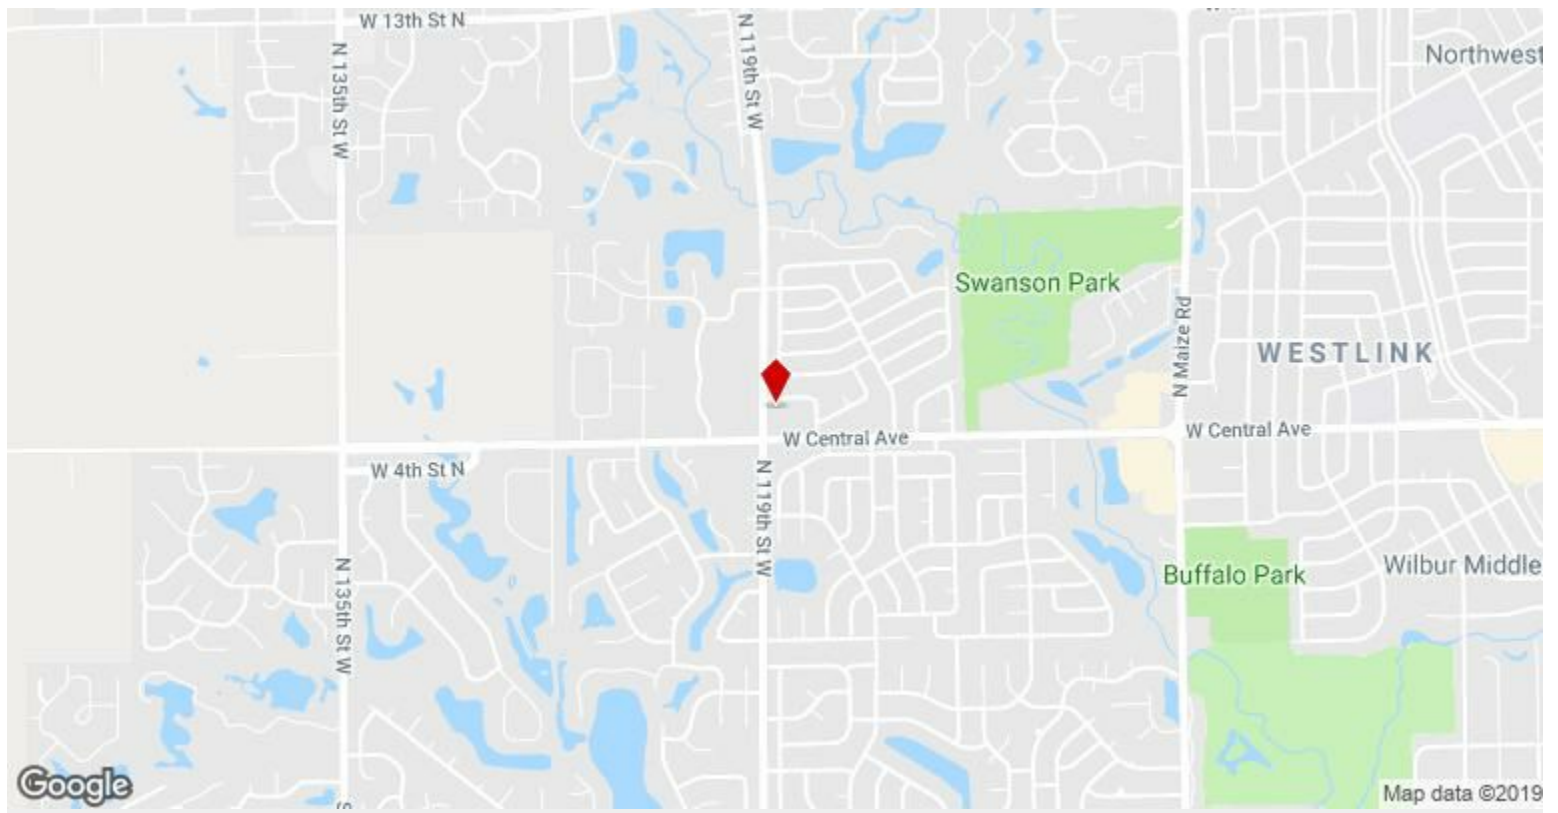 W 13th St N
N 119th St W
N 135th St W
Northwest
Swanson Park
N Maize Rd
WESTLINK
W Central Ave
W Central Ave
W 4th St N
N 119th St W
N 135th St W
Buffalo Park
Wilbur Middle
Google
Map data ©2019